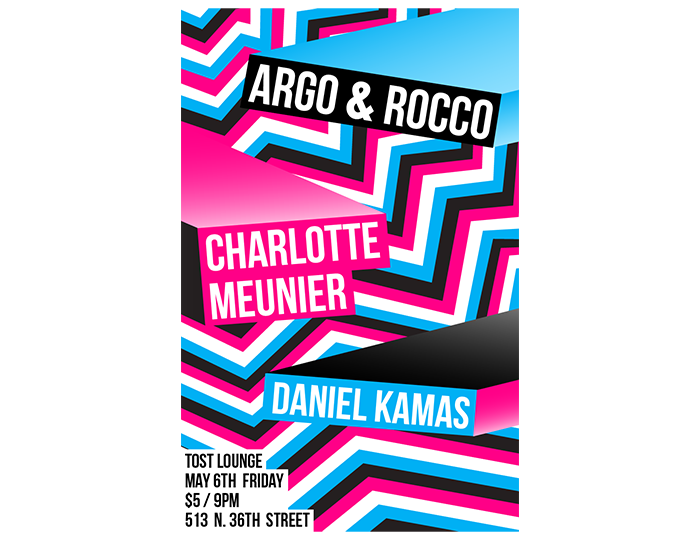 ARGO & ROCCO
CHARLOTTE
MEUNIER
DANIEL KAMAS
TOST LOUNGE
MAY 6TH FRIDAY
$5 / 9PM
513 N. 36TH STREET